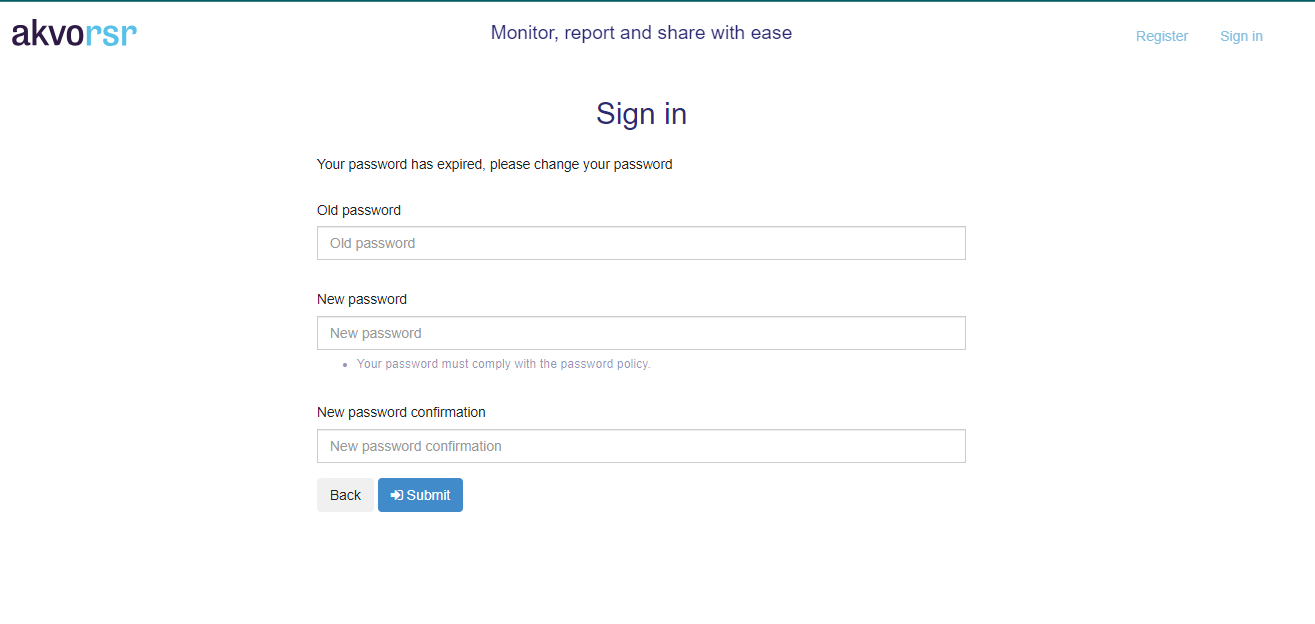 akvorsr
Monitor, report and share with ease
Register
Sign in
Sign in
Your password has expired, please change your password
Old password
Old password
New password
New password
Your password must comply with the password policy.
New password confirmation
New password confirmation
Back
Submit